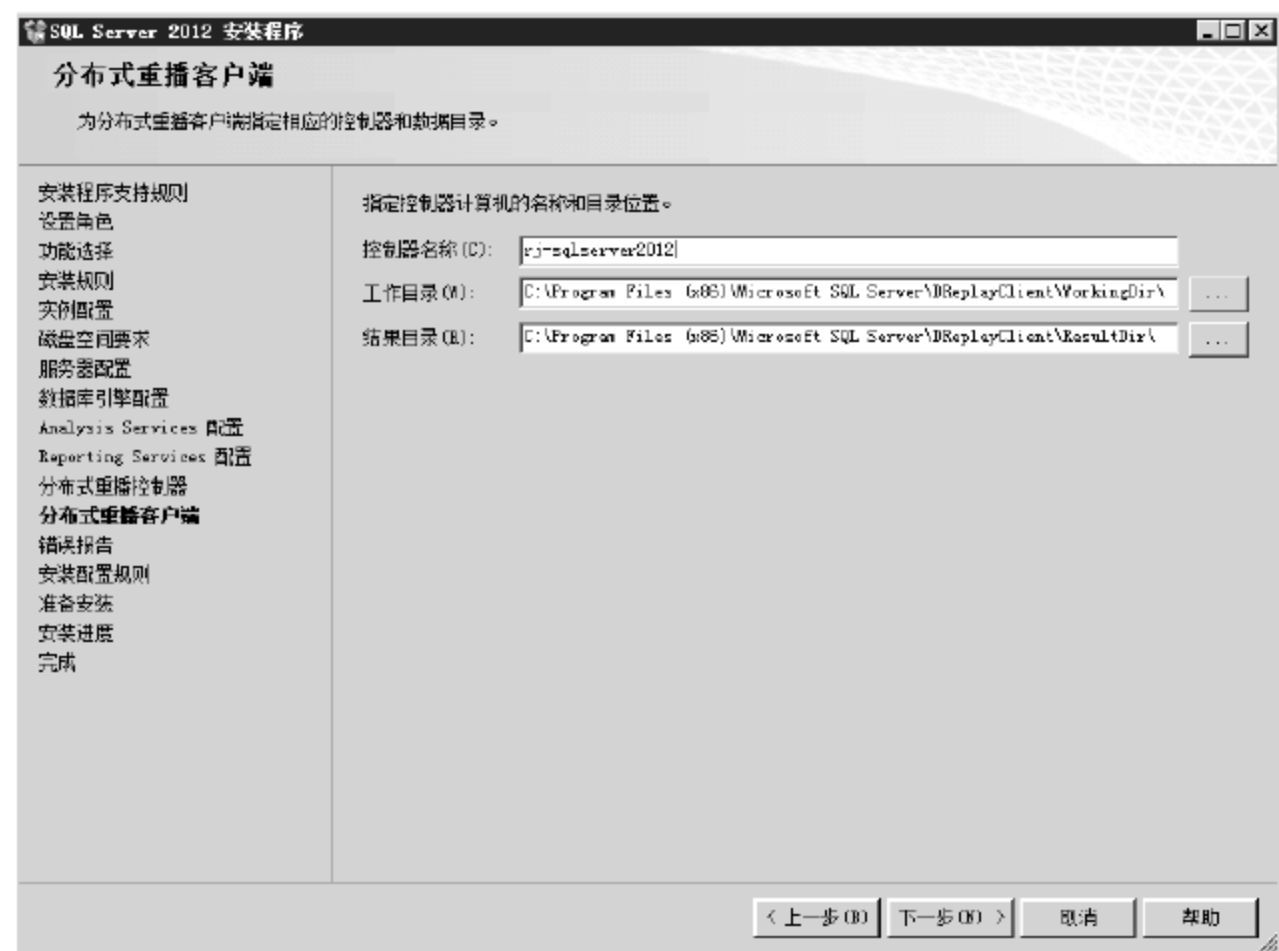 SQL Server 2012 安装程序
分布式重播客户端
为分布式重播客户端指定相应的控制器和数据目录。
安装程序支持规则
设置角色
功能选择
安装规则
实例配置
磁盘空间要求
服务器配置
数据库引擎配置
Analysis Services 配置
Reporting Services 配置
分布式重播控制器
分布式重播客户端
错误报告
安装配置规则
准备安装
安装进度
完成
指定控制器计算机的名称和目录位置。
控制器名称(C): rj-sqlserver2012
工作目录(W): C:\Program Files (x86)\Microsoft SQL Server\DReplayClient\WorkingDir\ ...
结果目录(R): C:\Program Files (x86)\Microsoft SQL Server\DReplayClient\ResultDir\ ...
< 上一步(B) 下一步(N) > 取消 帮助